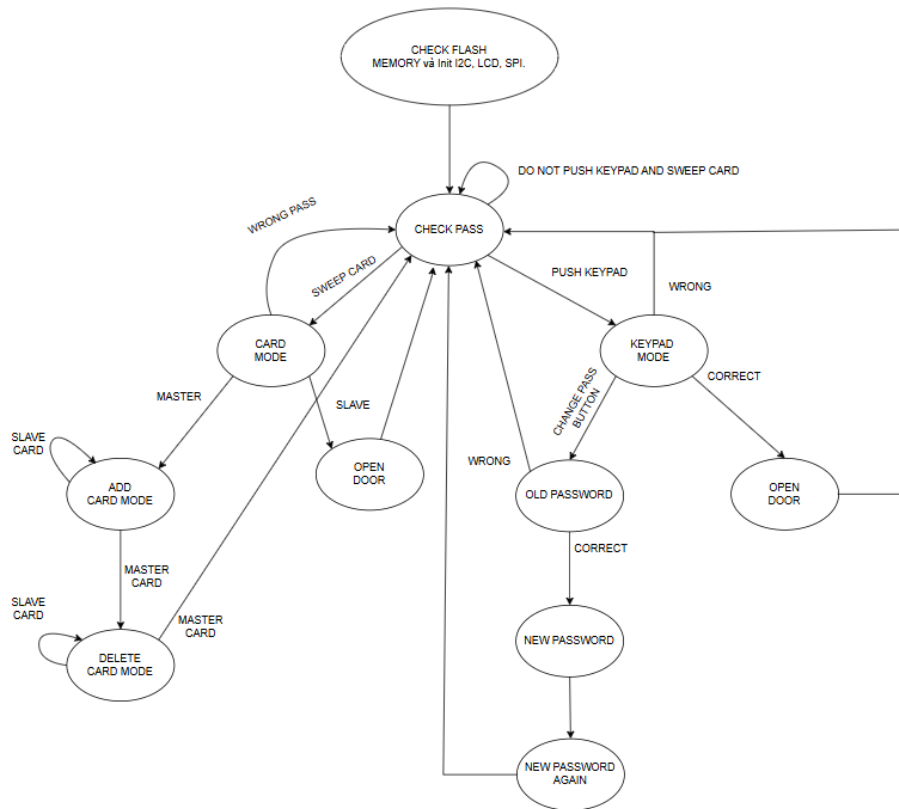 CHECK FLASH
MEMORY và Init I2C, LCD, SPI.
DO NOT PUSH KEYPAD AND SWEEP CARD
CHECK PASS
WRONG PASS
SWEEP CARD
PUSH KEYPAD
WRONG
CARD
MODE
KEYPAD
MODE
MASTER
SLAVE
CHANGE PASS
BUTTON
CORRECT
SLAVE
CARD
ADD
CARD MODE
OPEN
DOOR
WRONG
OLD PASSWORD
OPEN
DOOR
CORRECT
MASTER
CARD
SLAVE
CARD
MASTER
CARD
DELETE
CARD MODE
NEW PASSWORD
NEW PASSWORD
AGAIN